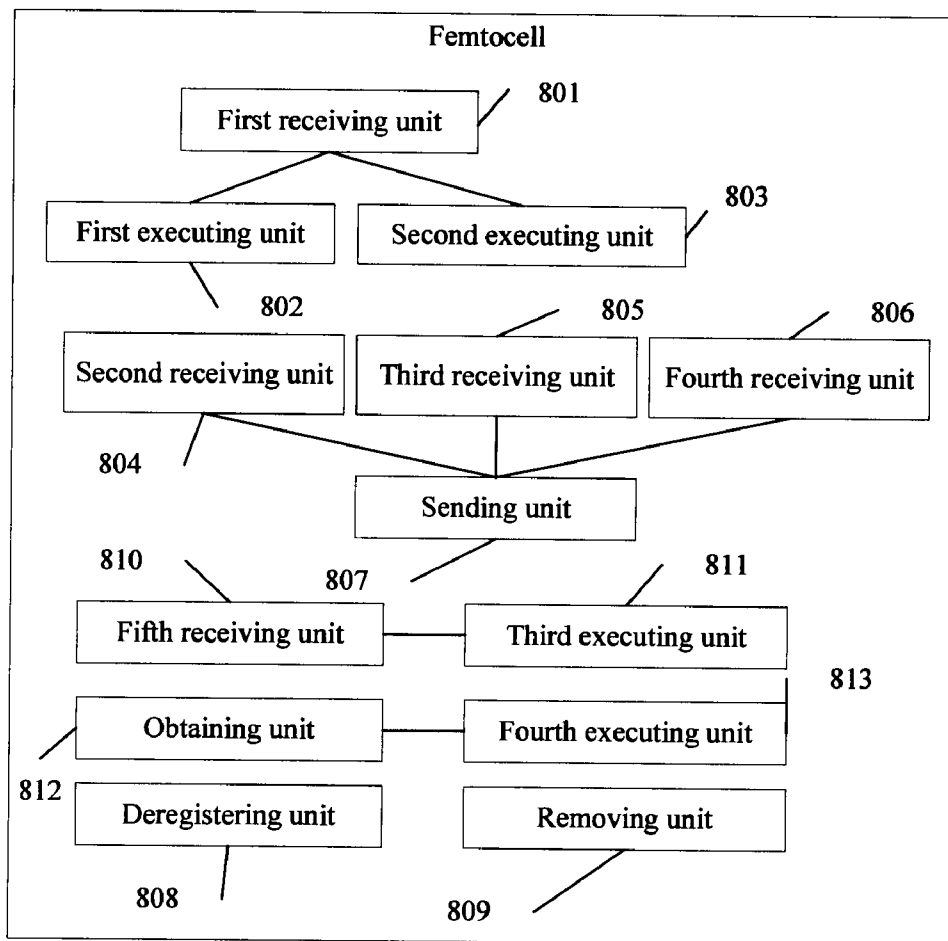 Femtocell
801
First receiving unit
803
First executing unit
Second executing unit
802
805
806
Second receiving unit
Third receiving unit
Fourth receiving unit
804
Sending unit
810
807
811
Fifth receiving unit
Third executing unit
813
Obtaining unit
Fourth executing unit
812
Deregistering unit
Removing unit
808
809